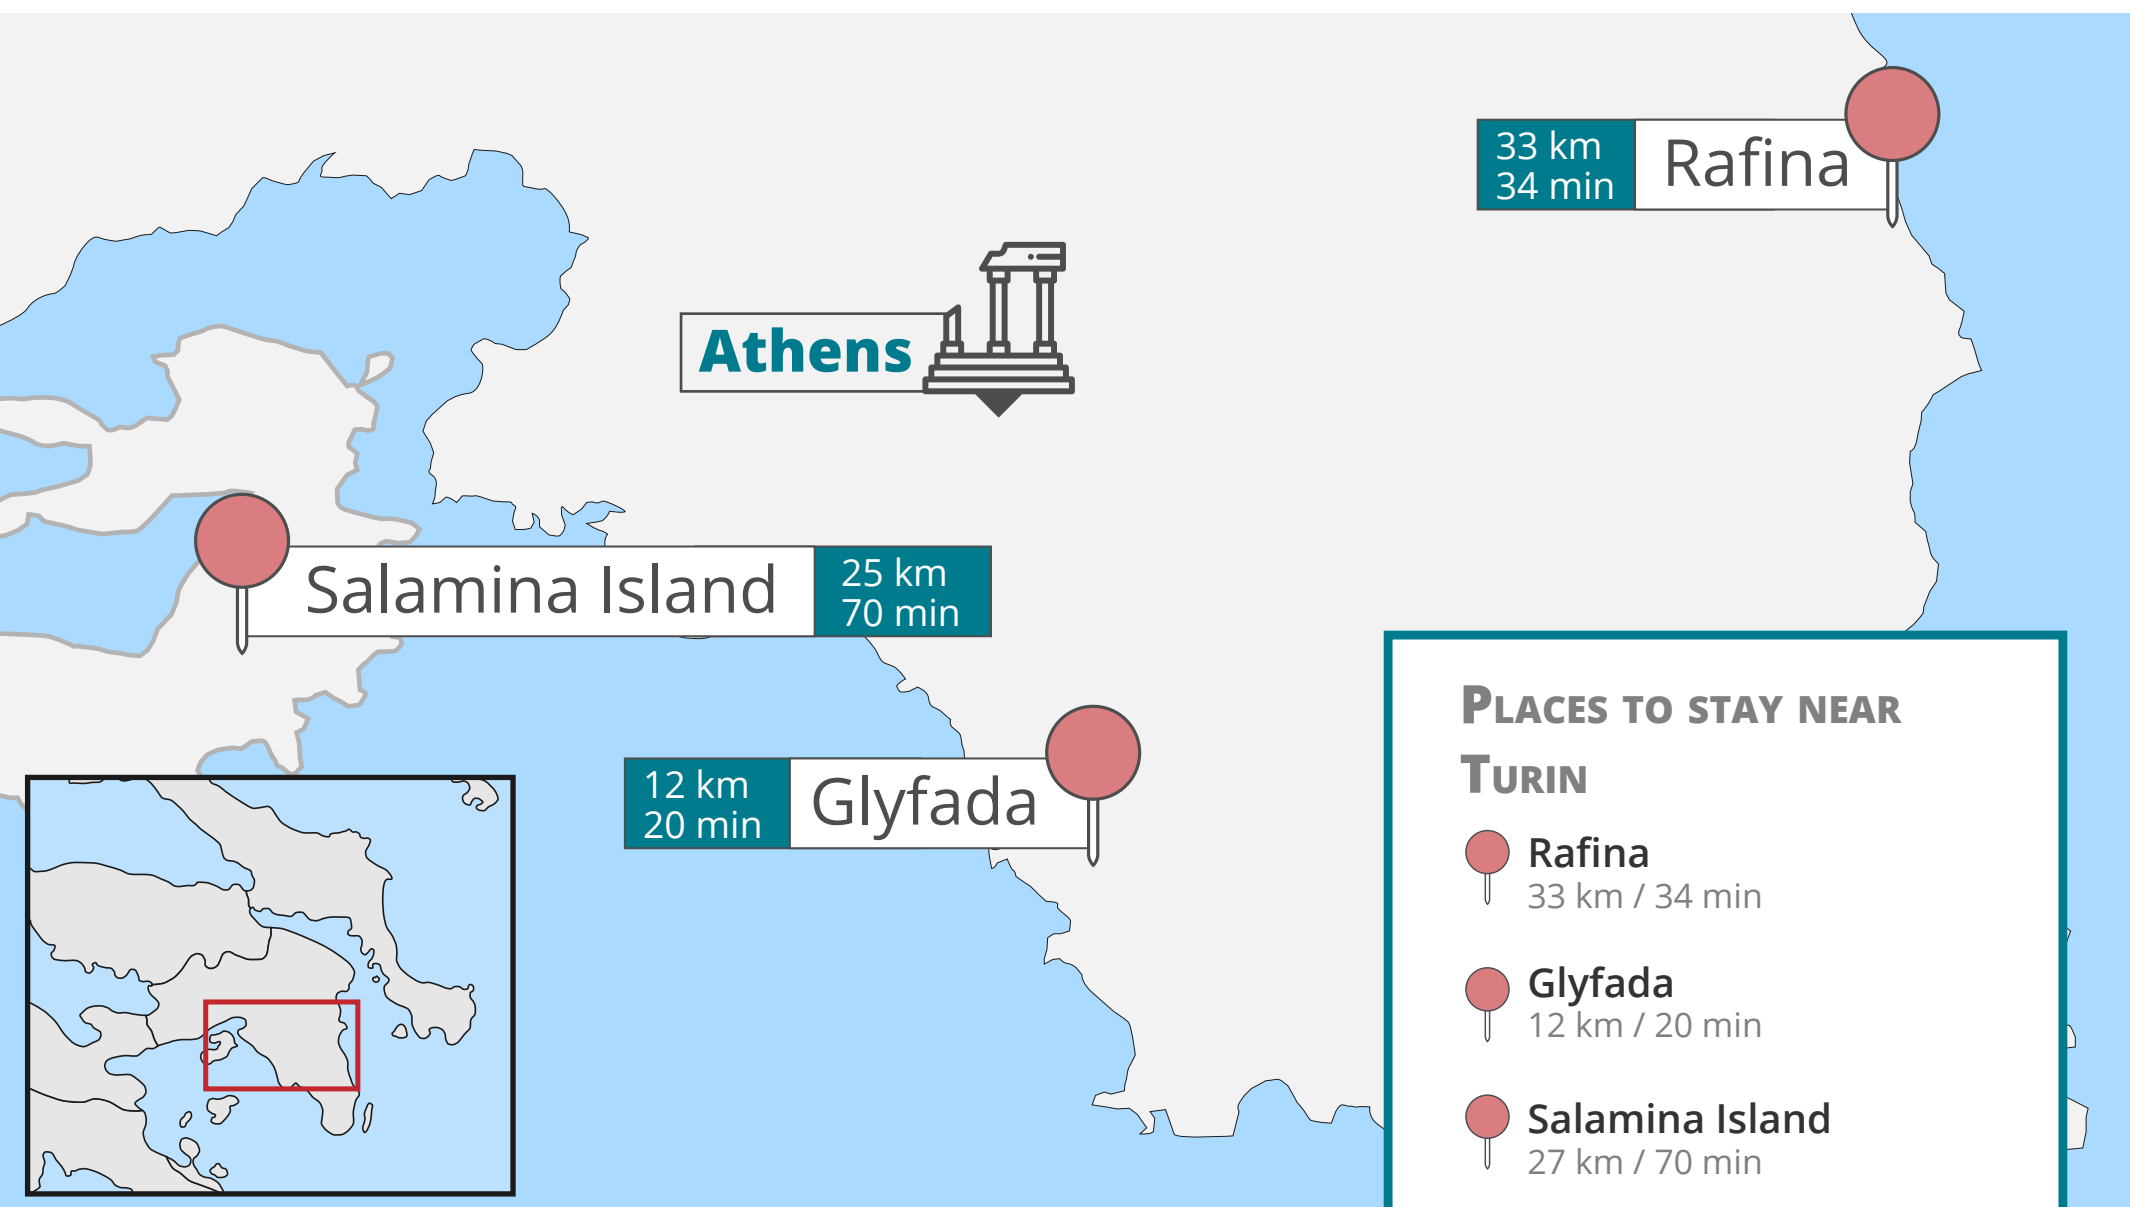 33 km
34 min
Rafina
Athens
Salamina Island
25 km
70 min
12 km
20 min
Glyfada
Places to stay near
Turin
Rafina
33 km / 34 min
Glyfada
12 km / 20 min
Salamina Island
27 km / 70 min